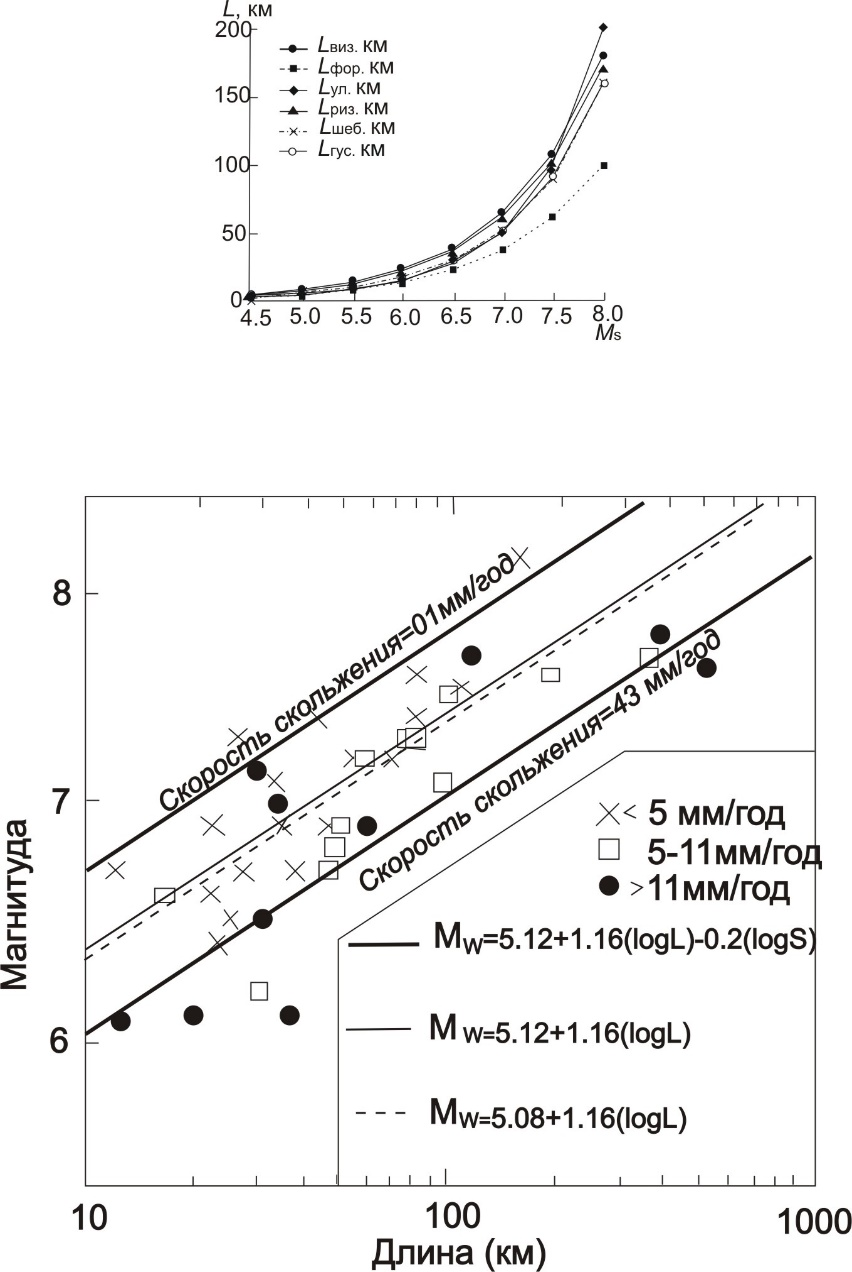 L, км
200
Lвиз. км
Lфор. км
Lул. км
Lриз. км
Lшеб. км
Lгус. км
150
100
50
0
4.5 5.0 5.5 6.0 6.5 7.0 7.5 8.0
Ms
8
7
6
Магнитуда
Скорость скольжения=01мм/год
Скорость скольжения=43 мм/год
< 5 мм/год
5-11мм/год
>11мм/год
Mw=5.12+1.16(logL)-0.2(logS)
Mw=5.12+1.16(logL)
Mw=5.08+1.16(logL)
10 100 1000
Длина (км)